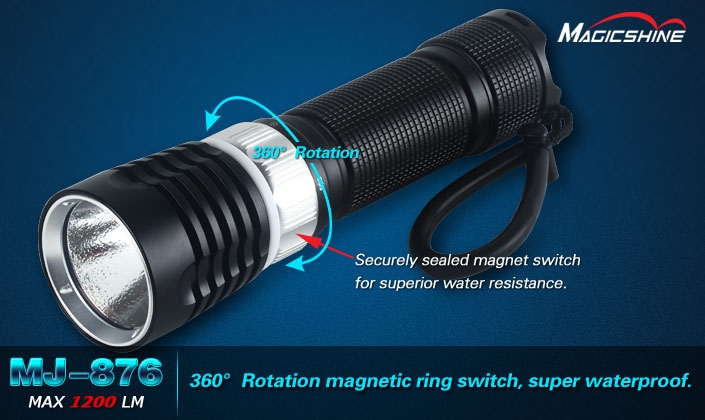 MAGICSHINE
360° Rotation
Securely sealed magnet switch
for superior water resistance.
MJ-876
MAX 1200 LM
360° Rotation magnetic ring switch, super waterproof.